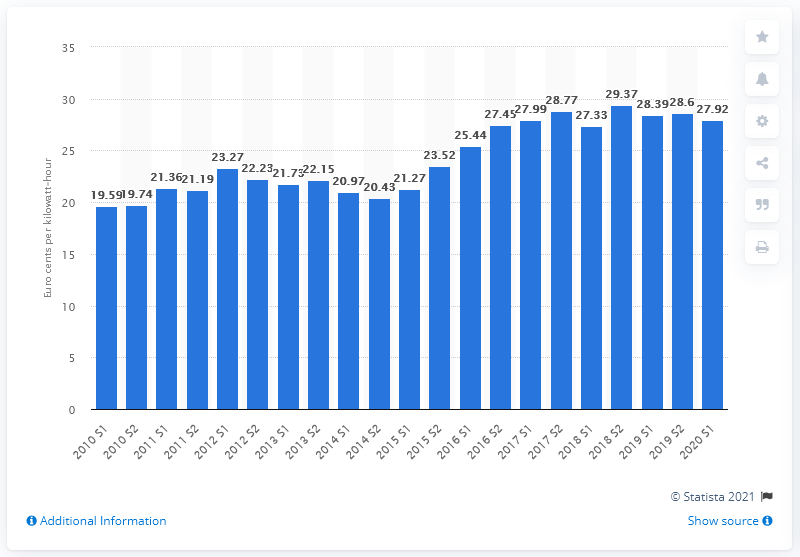 35
30
25
20
15
10
5
0
Euro cents per kilowatt-hour
19.59
19.74
21.36
21.19
23.27
22.23
21.73
22.15
20.97
20.43
21.27
23.52
25.44
27.45
27.99
28.77
27.33
29.37
28.39
28.6
27.92
2010 S1
2010 S2
2011 S1
2011 S2
2012 S1
2012 S2
2013 S1
2013 S2
2014 S1
2014 S2
2015 S1
2015 S2
2016 S1
2016 S2
2017 S1
2017 S2
2018 S1
2018 S2
2019 S1
2019 S2
2020 S1
© Statista 2021
Additional Information
Show source